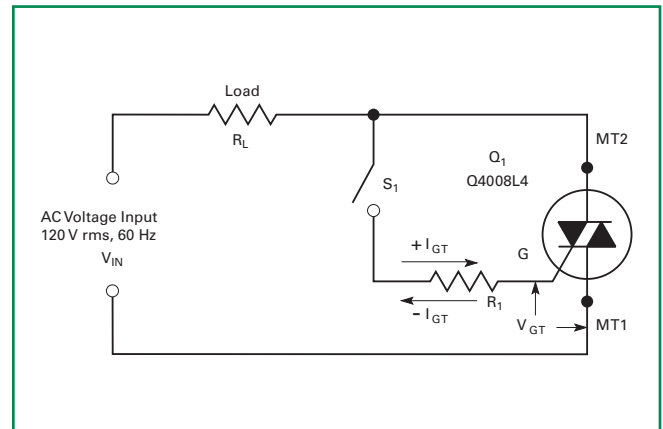 Load
R_L
MT2
Q_1
Q4008L4
S_1
AC Voltage Input
120 V rms, 60 Hz
V_IN
+ I_GT
G
– I_GT
R_1
V_GT
MT1